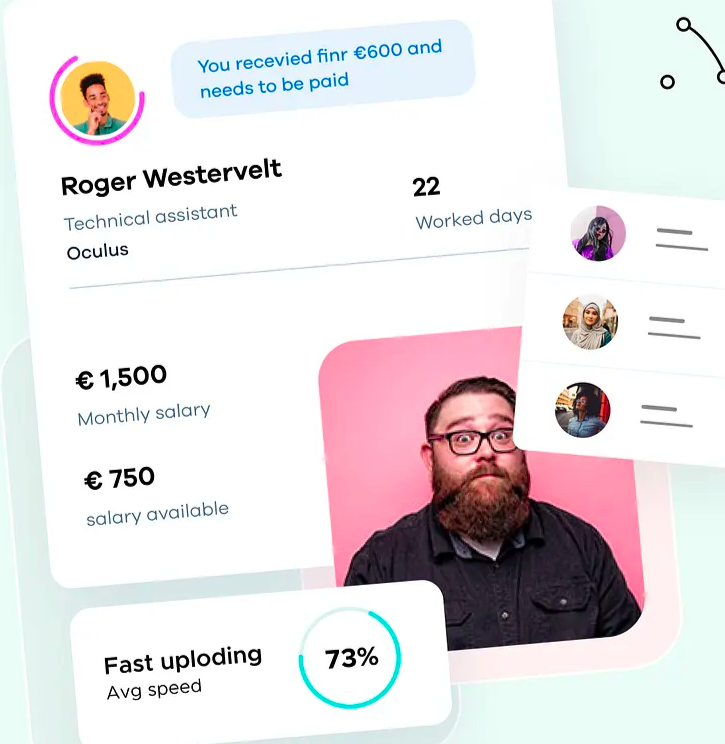 You recevied finr €600 and
needs to be paid
Roger Westervelt
Technical assistant
Oculus
22
Worked days
€ 1,500
Monthly salary
€ 750
salary available
Fast uploding
Avg speed
73%